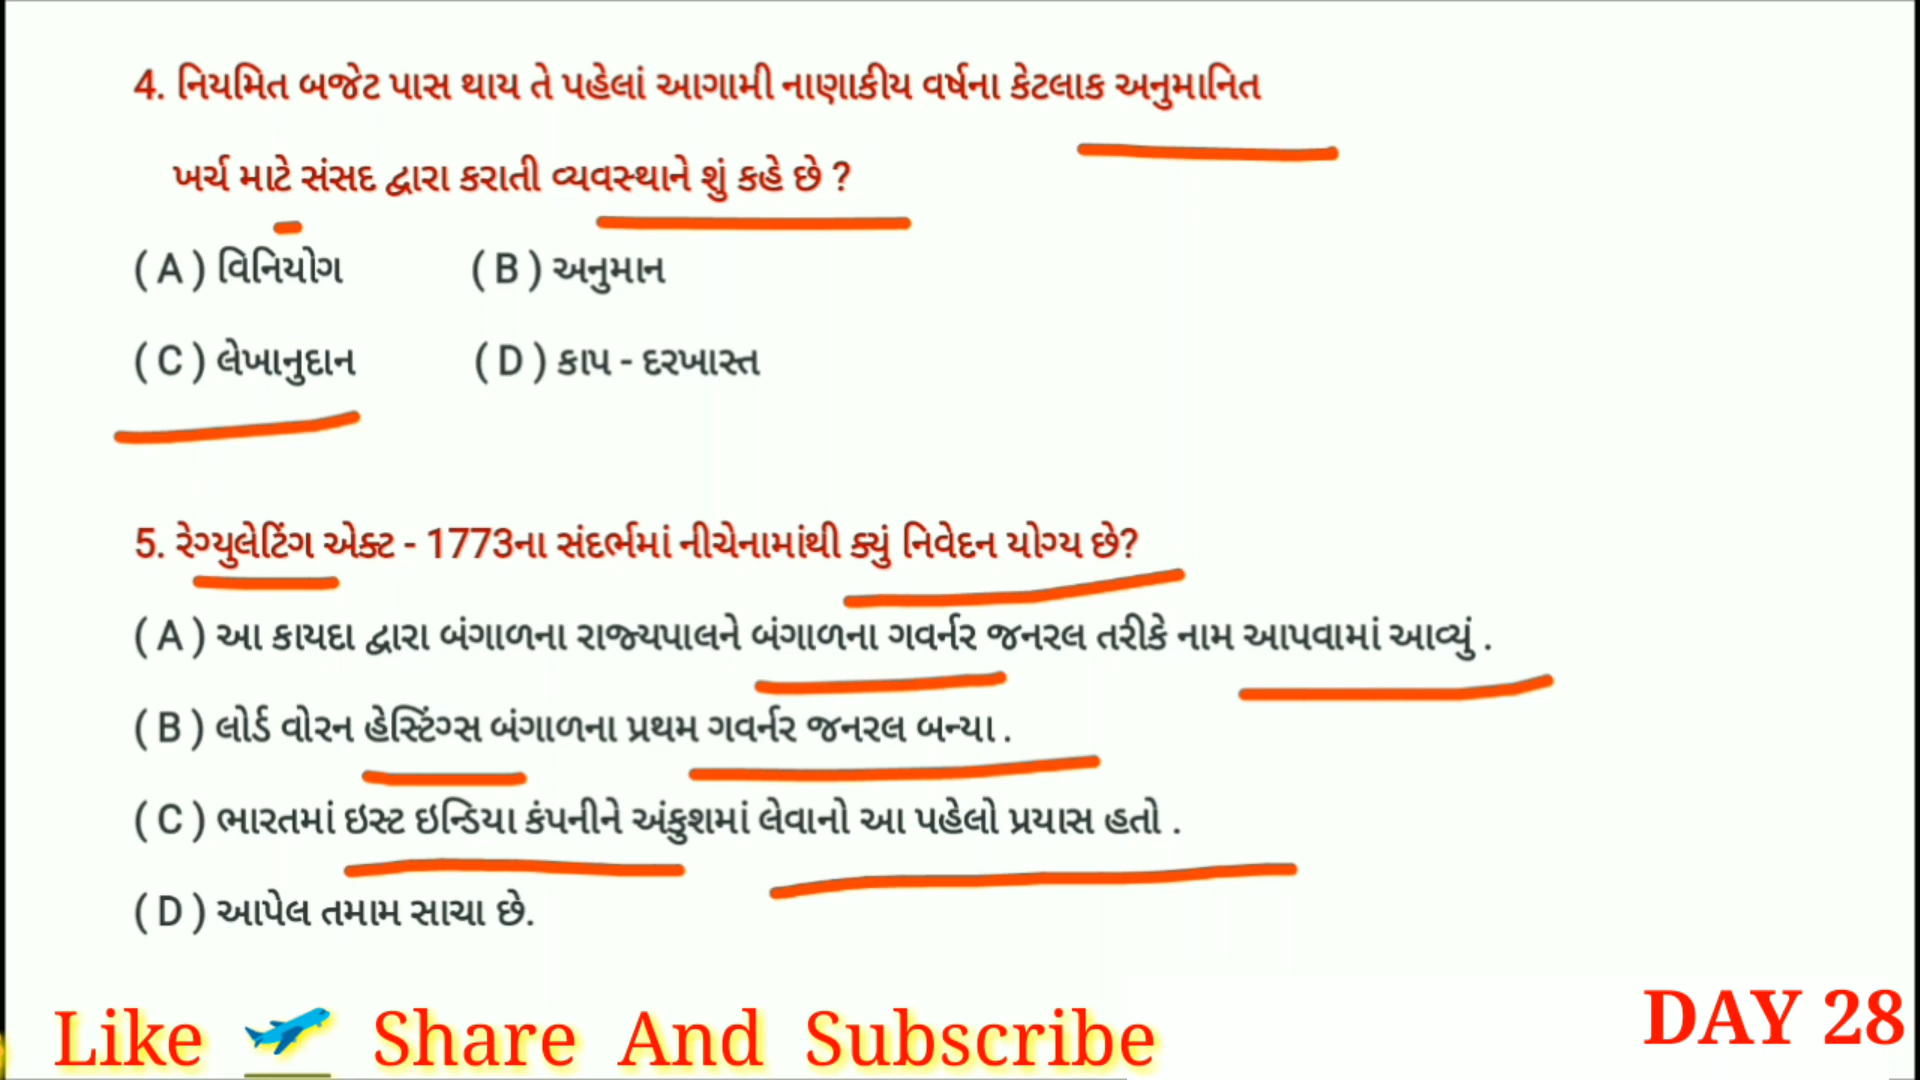 4. નિયમિત બજેટ પાસ થાય તે પહેલાં આગામી નાણાકીય વર્ષના કેટલાક અનુમાનિત
ખર્ચ માટે સંસદ દ્વારા કરાતી વ્યવસ્થાને શું કહે છે ?
( A ) વિનિયોગ ( B ) અનુમાન
( C ) લેખાનુદાન ( D ) કાપ - દરખાસ્ત
5. રેગ્યુલેટિંગ એક્ટ - 1773ના સંદર્ભમાં નીચેનામાંથી ક્યું નિવેદન યોગ્ય છે?
( A ) આ કાયદા દ્વારા બંગાળના રાજ્યપાલને બંગાળના ગવર્નર જનરલ તરીકે નામ આપવામાં આવ્યું .
( B ) લોર્ડ વોરન હેસ્ટિંગ્સ બંગાળના પ્રથમ ગવર્નર જનરલ બન્યા .
( C ) ભારતમાં ઇસ્ટ ઇન્ડિયા કંપનીને અંકુશમાં લેવાનો આ પહેલો પ્રયાસ હતો .
( D ) આપેલ તમામ સાચા છે.
Like Share And Subscribe
DAY 28